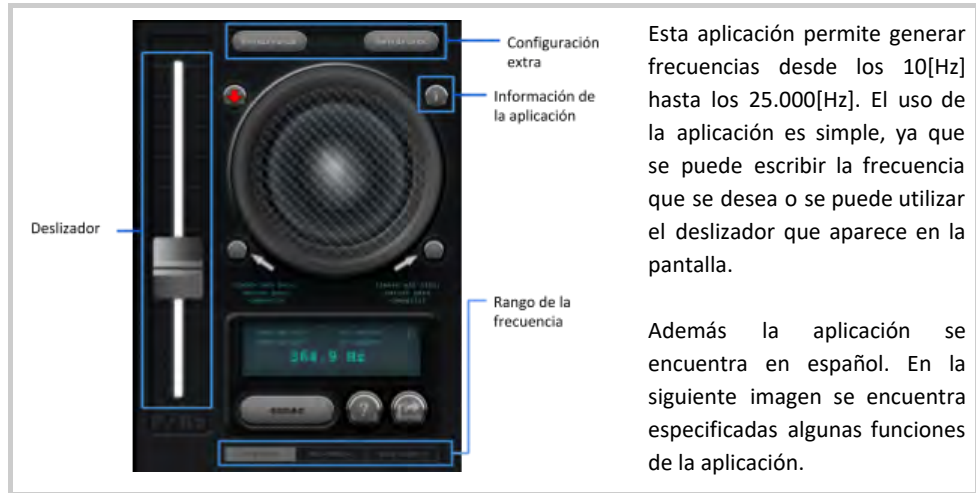 Configuración
extra
Información de
la aplicación
Deslizador
Rango de la
frecuencia
364.9 Hz
Esta aplicación permite generar
frecuencias desde los 10[Hz]
hasta los 25.000[Hz]. El uso de
la aplicación es simple, ya que
se puede escribir la frecuencia
que se desea o se puede utilizar
el deslizador que aparece en la
pantalla.
Además la aplicación se
encuentra en español. En la
siguiente imagen se encuentra
especificadas algunas funciones
de la aplicación.